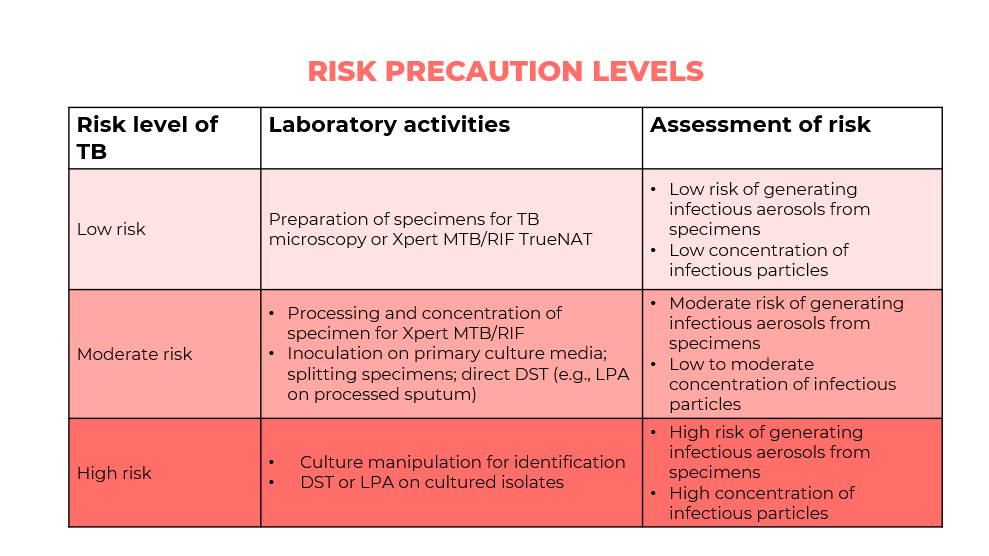 RISK PRECAUTION LEVELS
Risk level of
TB
Laboratory activities
Assessment of risk
Low risk
Preparation of specimens for TB
microscopy or Xpert MTB/RIF TrueNAT
• Low risk of generating
infectious aerosols from
specimens
• Low concentration of
infectious particles
Moderate risk
• Processing and concentration of
specimen for Xpert MTB/RIF
• Inoculation on primary culture media;
splitting specimens; direct DST (e.g., LPA
on processed sputum)
• Moderate risk of generating
infectious aerosols from
specimens
• Low to moderate
concentration of infectious
particles
High risk
• Culture manipulation for identification
• DST or LPA on cultured isolates
• High risk of generating
infectious aerosols from
specimens
• High concentration of
infectious particles